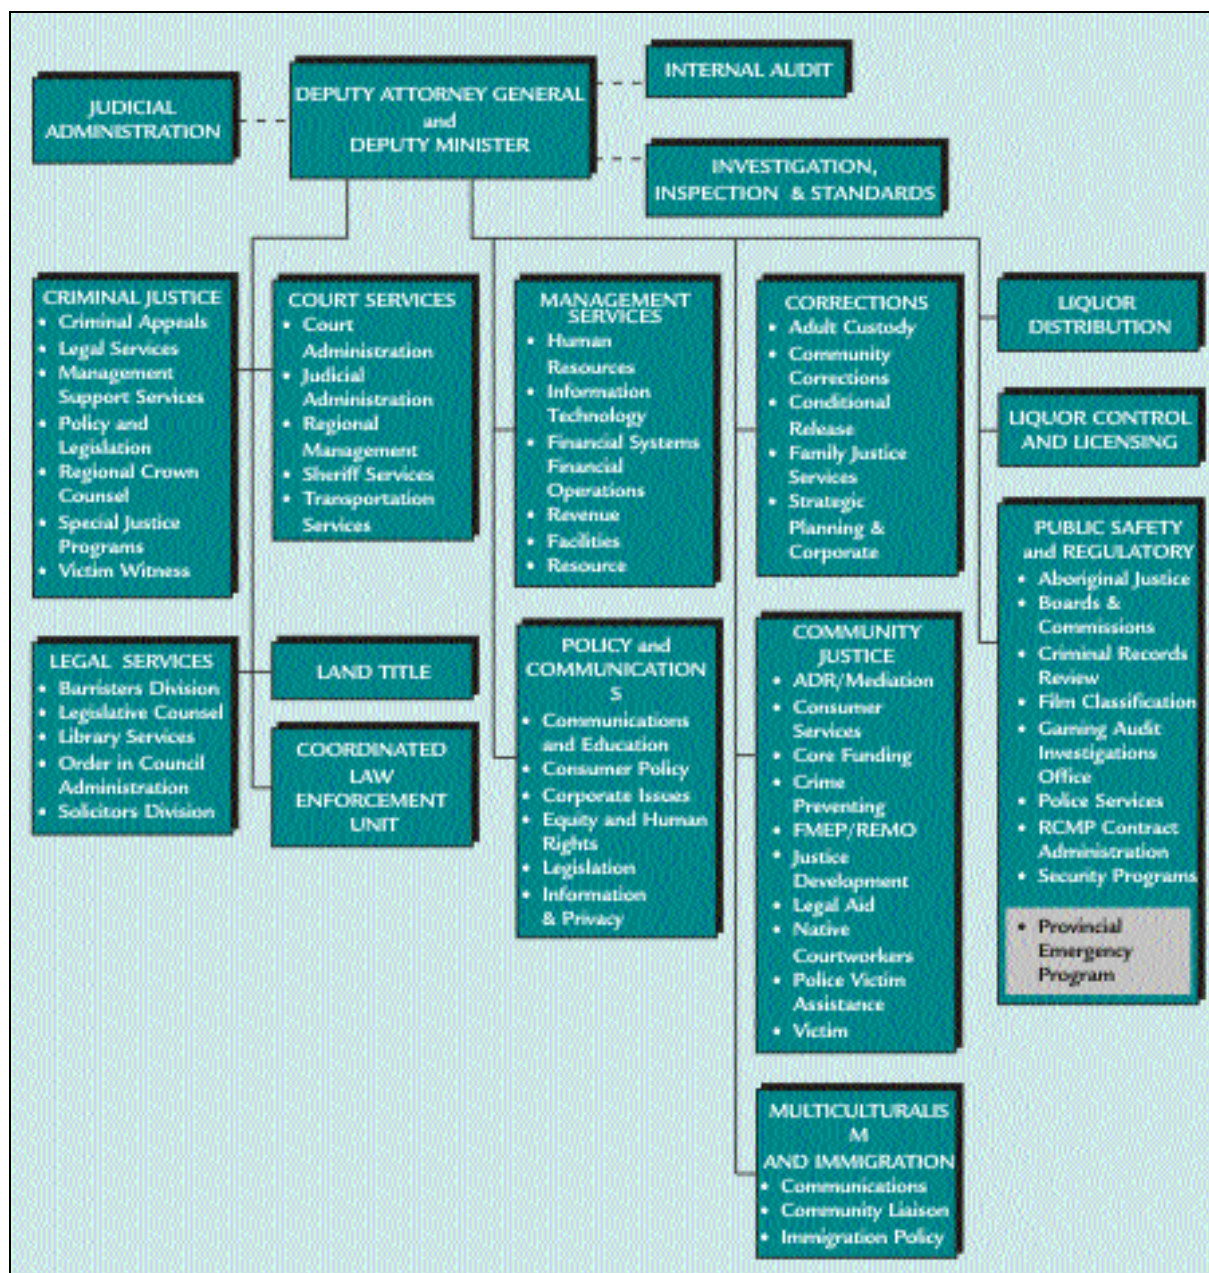 JUDICIAL
ADMINISTRATION
DEPUTY ATTORNEY GENERAL
and
DEPUTY MINISTER
INTERNAL AUDIT
INVESTIGATION,
INSPECTION & STANDARDS
CRIMINAL JUSTICE
• Criminal Appeals
• Legal Services
• Management
Support Services
• Policy and
Legislation
• Regional Crown
Counsel
• Special Justice
Programs
• Victim Witness
COURT SERVICES
• Court
Administration
• Judicial
Administration
• Regional
Management
• Sheriff Services
• Transportation
Services
MANAGEMENT
SERVICES
• Human
Resources
• Information
Technology
• Financial Systems
Financial
Operations
• Revenue
• Facilities
• Resource
CORRECTIONS
• Adult Custody
• Community
Corrections
• Conditional
Release
• Family Justice
Services
• Strategic
Planning &
Corporate
LIQUOR
DISTRIBUTION
LIQUOR CONTROL
AND LICENSING
PUBLIC SAFETY
and REGULATORY
• Aboriginal Justice
• Boards &
Commissions
• Criminal Records
Review
• Film Classification
• Gaming Audit
Investigations
Office
• Police Services
• RCMP Contract
Administration
• Security Programs
• Provincial
Emergency
Program
LEGAL SERVICES
• Barristers Division
• Legislative Counsel
• Library Services
• Order in Council
Administration
• Solicitors Division
LAND TITLE
COORDINATED
LAW
ENFORCEMENT
UNIT
POLICY and
COMMUNICATION
S
• Communications
and Education
• Consumer Policy
• Corporate Issues
• Equity and Human
Rights
• Legislation
• Information
& Privacy
COMMUNITY
JUSTICE
• ADR/Mediation
• Consumer
Services
• Core Funding
• Crime
Preventing
• FMEP/REMO
• Justice
Development
• Legal Aid
• Native
Courtworkers
• Police Victim
Assistance
• Victim
MULTICULTURALIS
M
AND IMMIGRATION
• Communications
• Community Liaison
• Immigration Policy